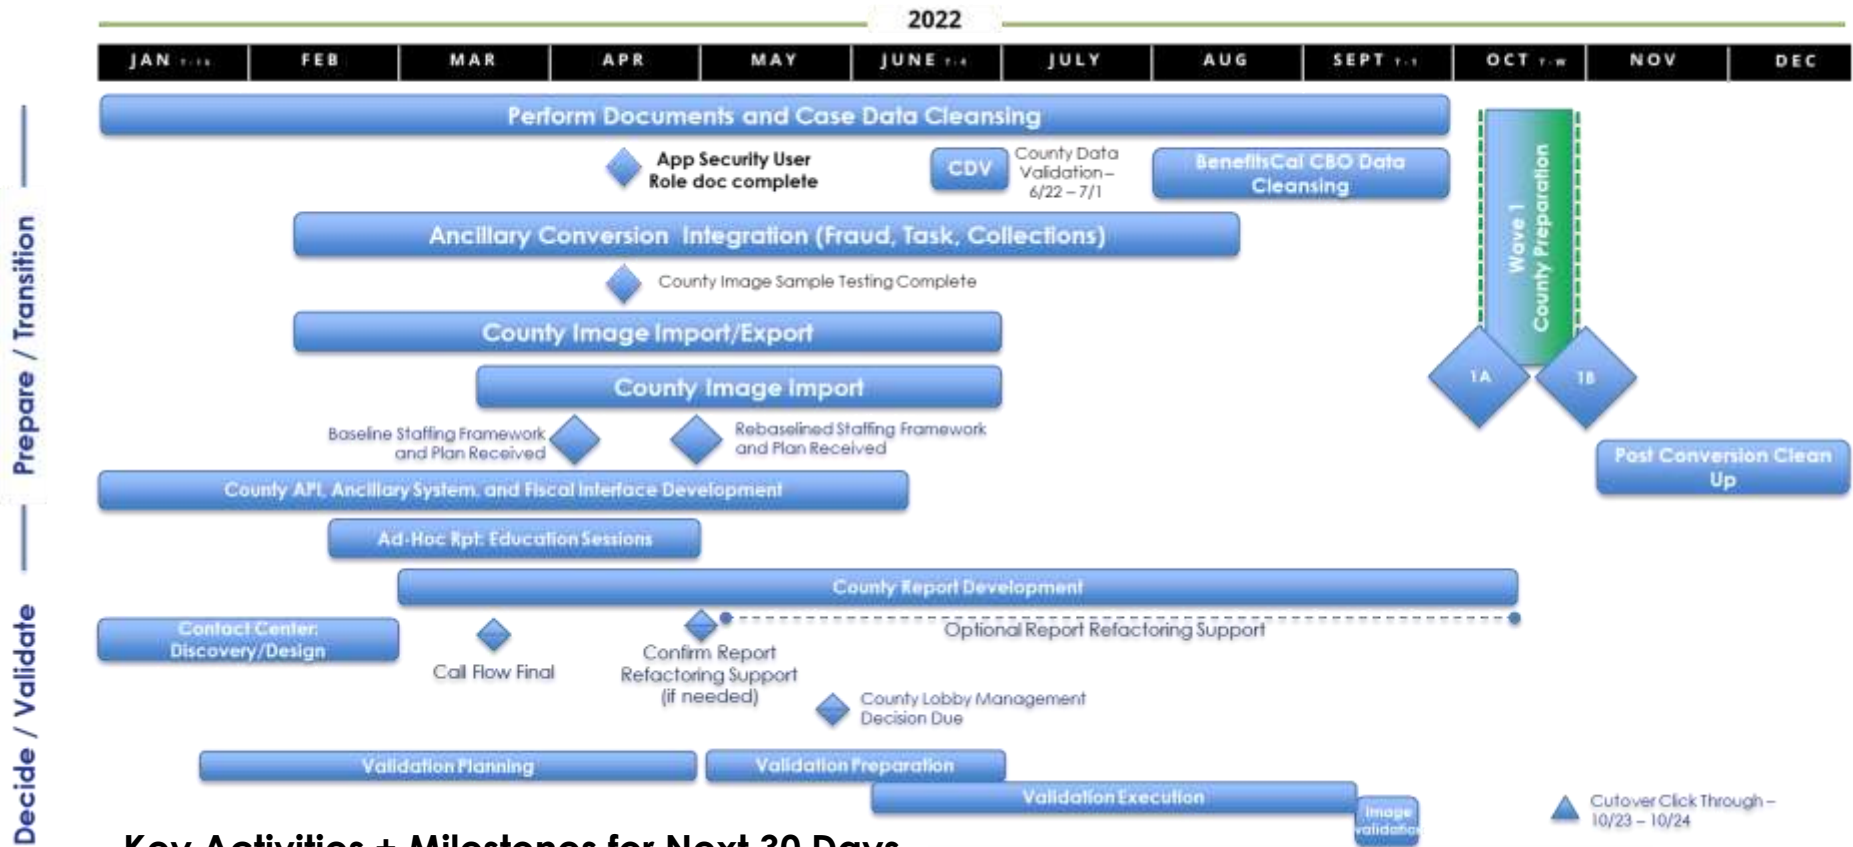 2022
JAN
FEB
MAR
APR
MAY
JUNE
JULY
AUG
SEPT
OCT
NOV
DEC
Prepare / Transition
Perform Documents and Case Data Cleansing
App Security User
Role doc complete
CDV
County Data
Validation –
6/22 – 7/1
BenefitsCal CBO Data
Cleansing
Wave 1
County Preparation
Ancillary Conversion Integration (Fraud, Task, Collections)
County Image Sample Testing Complete
County Image Import/Export
County Image Import
1A
1B
Baseline Staffing Framework
and Plan Received
Rebaselined Staffing Framework
and Plan Received
Post Conversion Clean
Up
County API, Ancillary System, and Fiscal Interface Development
Ad-Hoc Rpt: Education Sessions
Decide / Validate
County Report Development
Contact Center:
Discovery/Design
Call Flow Final
Confirm Report
Refactoring Support
(if needed)
Optional Report Refactoring Support
County Lobby Management
Decision Due
Validation Planning
Validation Preparation
Validation Execution
Image
validation
Cutover Click Through –
10/23 – 10/24
Key Activities + Milestones for Next 30 Days